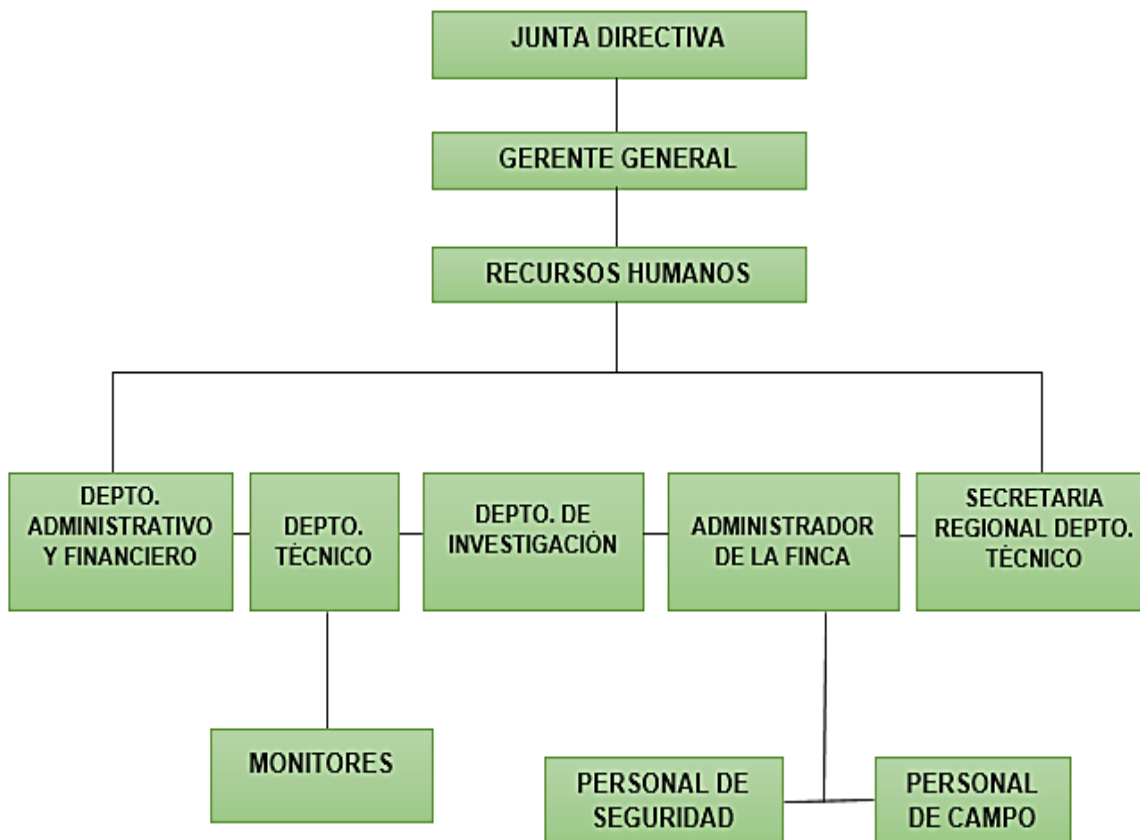 JUNTA DIRECTIVA
GERENTE GENERAL
RECURSOS HUMANOS
DEPTO.
ADMINISTRATIVO
Y FINANCIERO
DEPTO.
TÉCNICO
DEPTO. DE
INVESTIGACIÓN
ADMINISTRADOR
DE LA FINCA
SECRETARIA
REGIONAL DEPTO.
TÉCNICO
MONITORES
PERSONAL DE
SEGURIDAD
PERSONAL
DE CAMPO